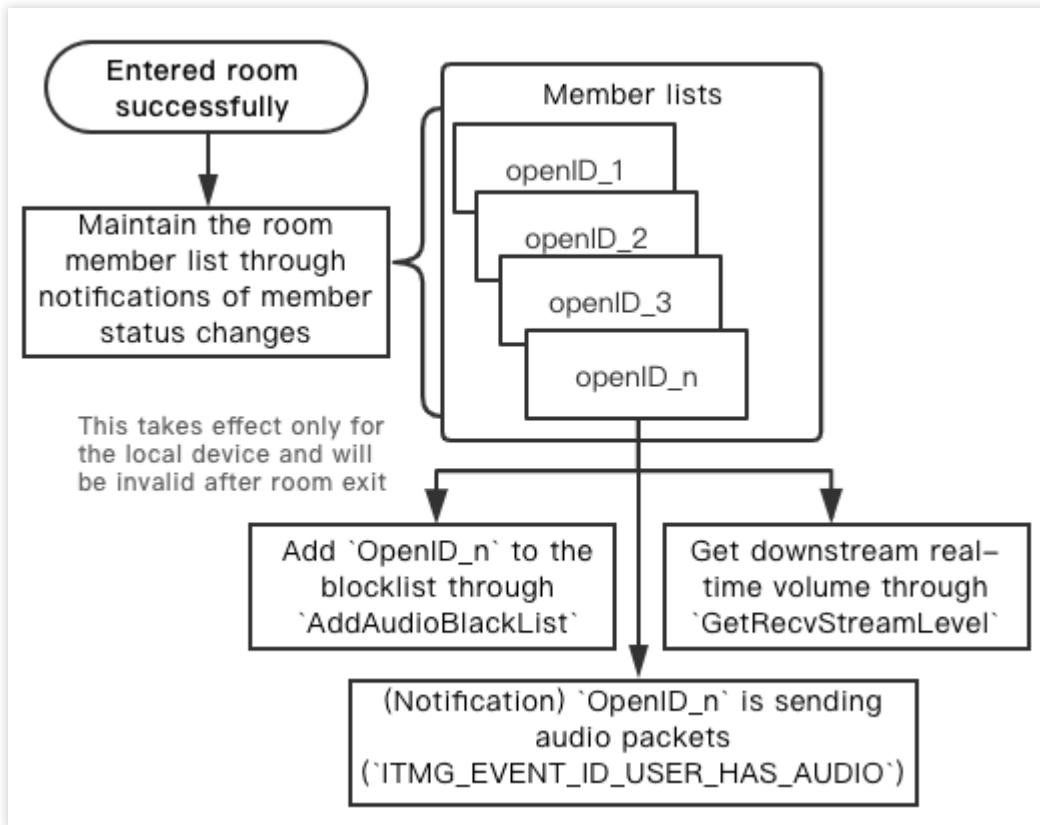 Entered room
successfully
Member lists
openID_1
openID_2
openID_3
openID_n
Maintain the room
member list through
notifications of member
status changes
This takes effect only for
the local device and will
be invalid after room exit
Add `OpenID_n` to the
blocklist through
`AddAudioBlackList`
Get downstream real-
time volume through
`GetRecvStreamLevel`
(Notification) `OpenID_n` is sending
audio packets
(`ITMG_EVENT_ID_USER_HAS_AUDIO`)